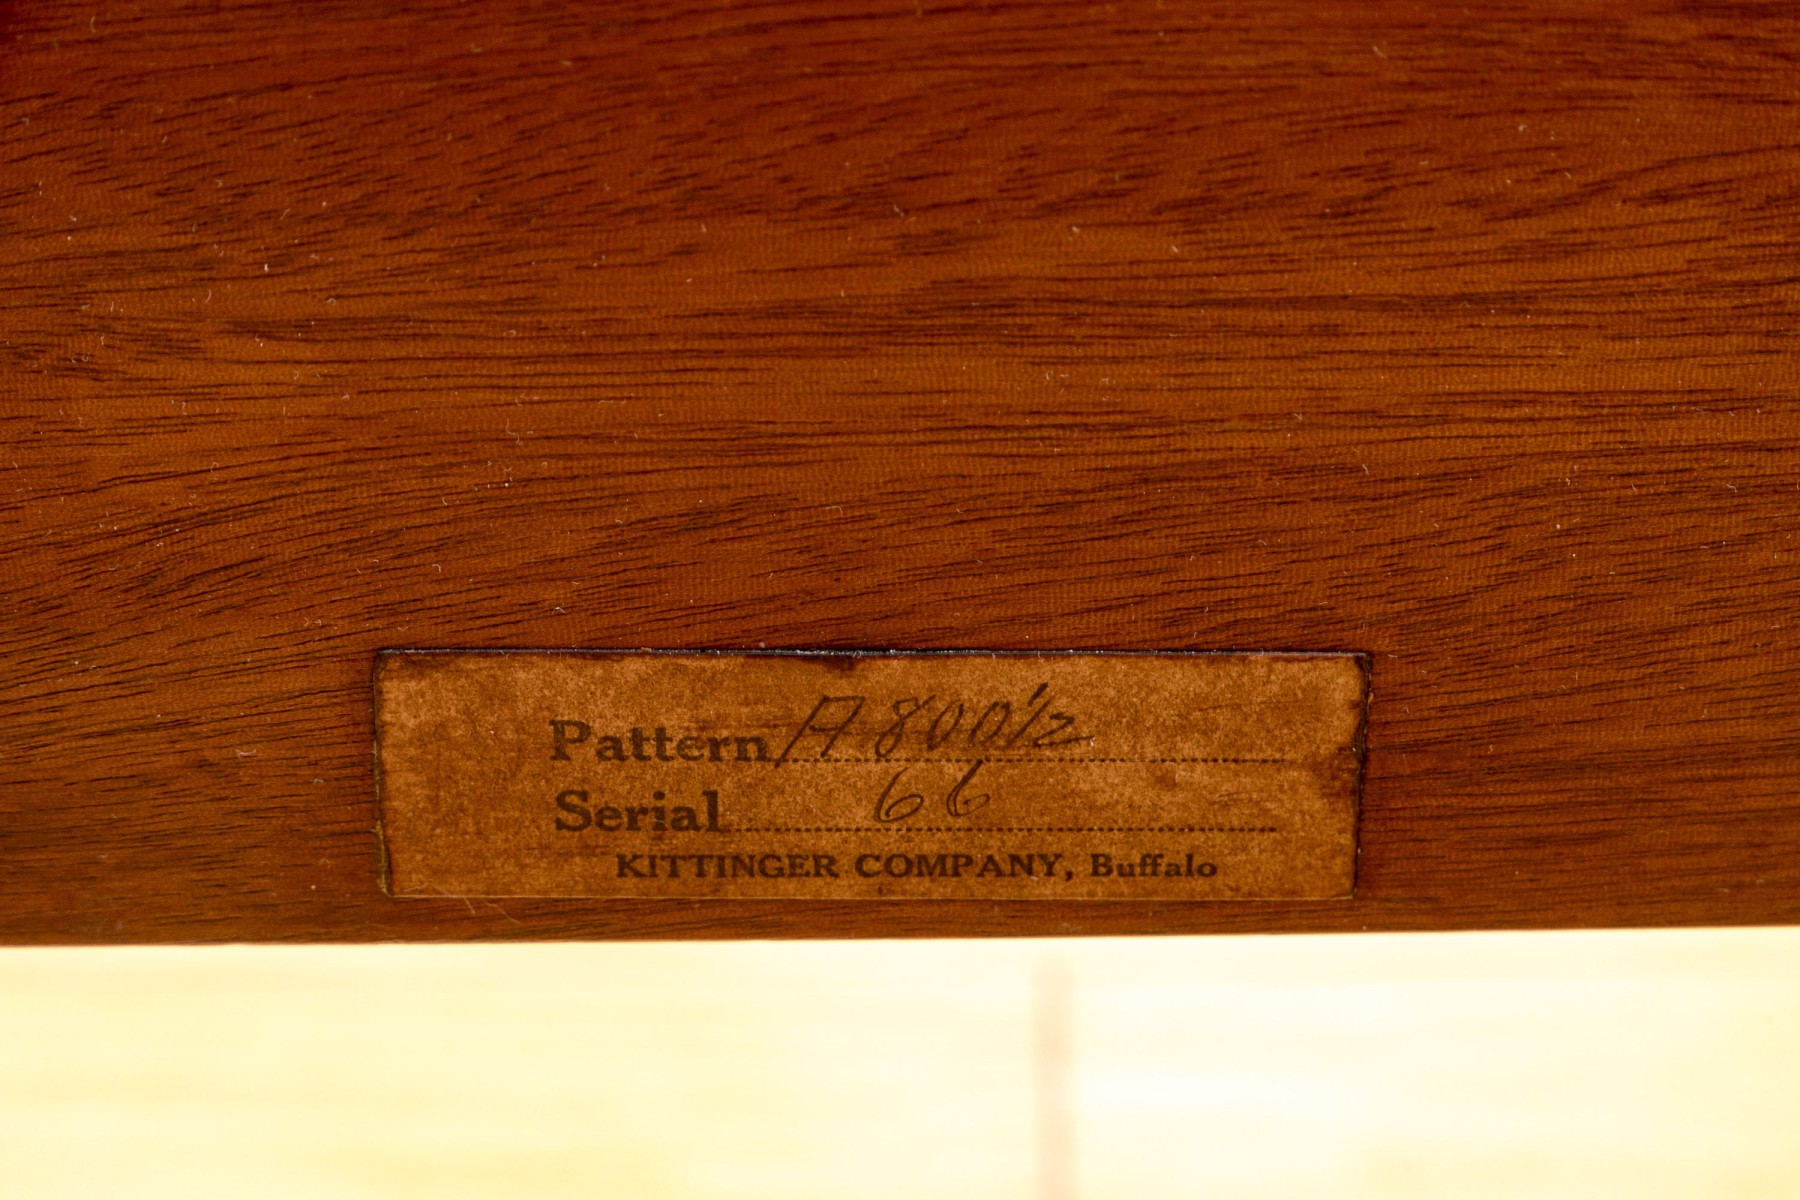 Pattern A 800½
Serial 66
KITTINGER COMPANY, Buffalo